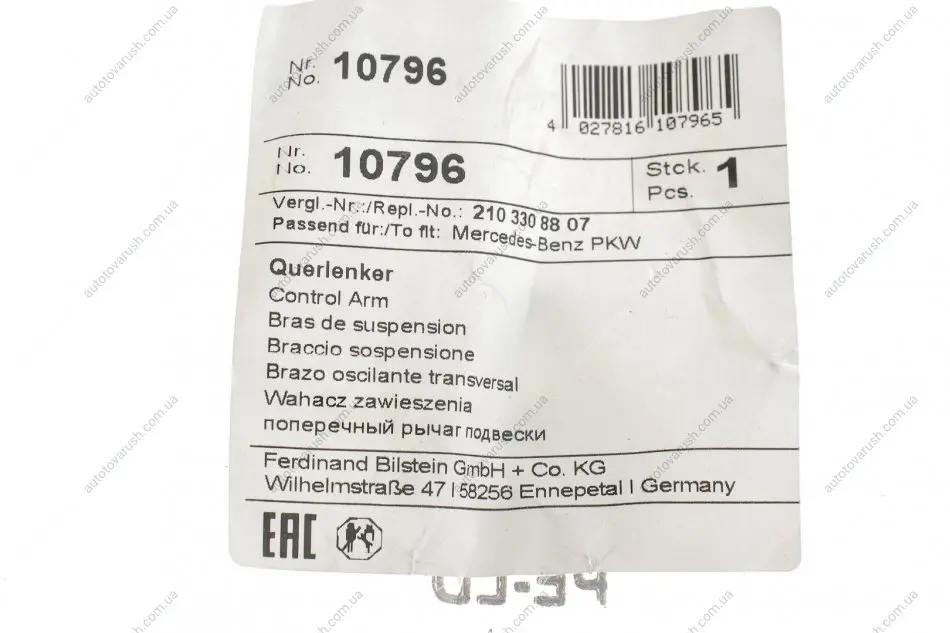 Nr.
No. 10796
4 027816 107965
Nr.
No. 10796
Stck.
Pcs. 1
Vergl.-Nr.:/Repl.-No.: 210 330 88 07
Passend für:/To fit: Mercedes-Benz PKW
Querlenker
Control Arm
Bras de suspension
Braccio sospensione
Brazo oscilante transversal
Wahacz zawieszenia
поперечный рычаг подвески
Ferdinand Bilstein GmbH + Co. KG
Wilhelmstraße 47 | 58256 Ennepetal | Germany
EAC
autotovarush.com.ua